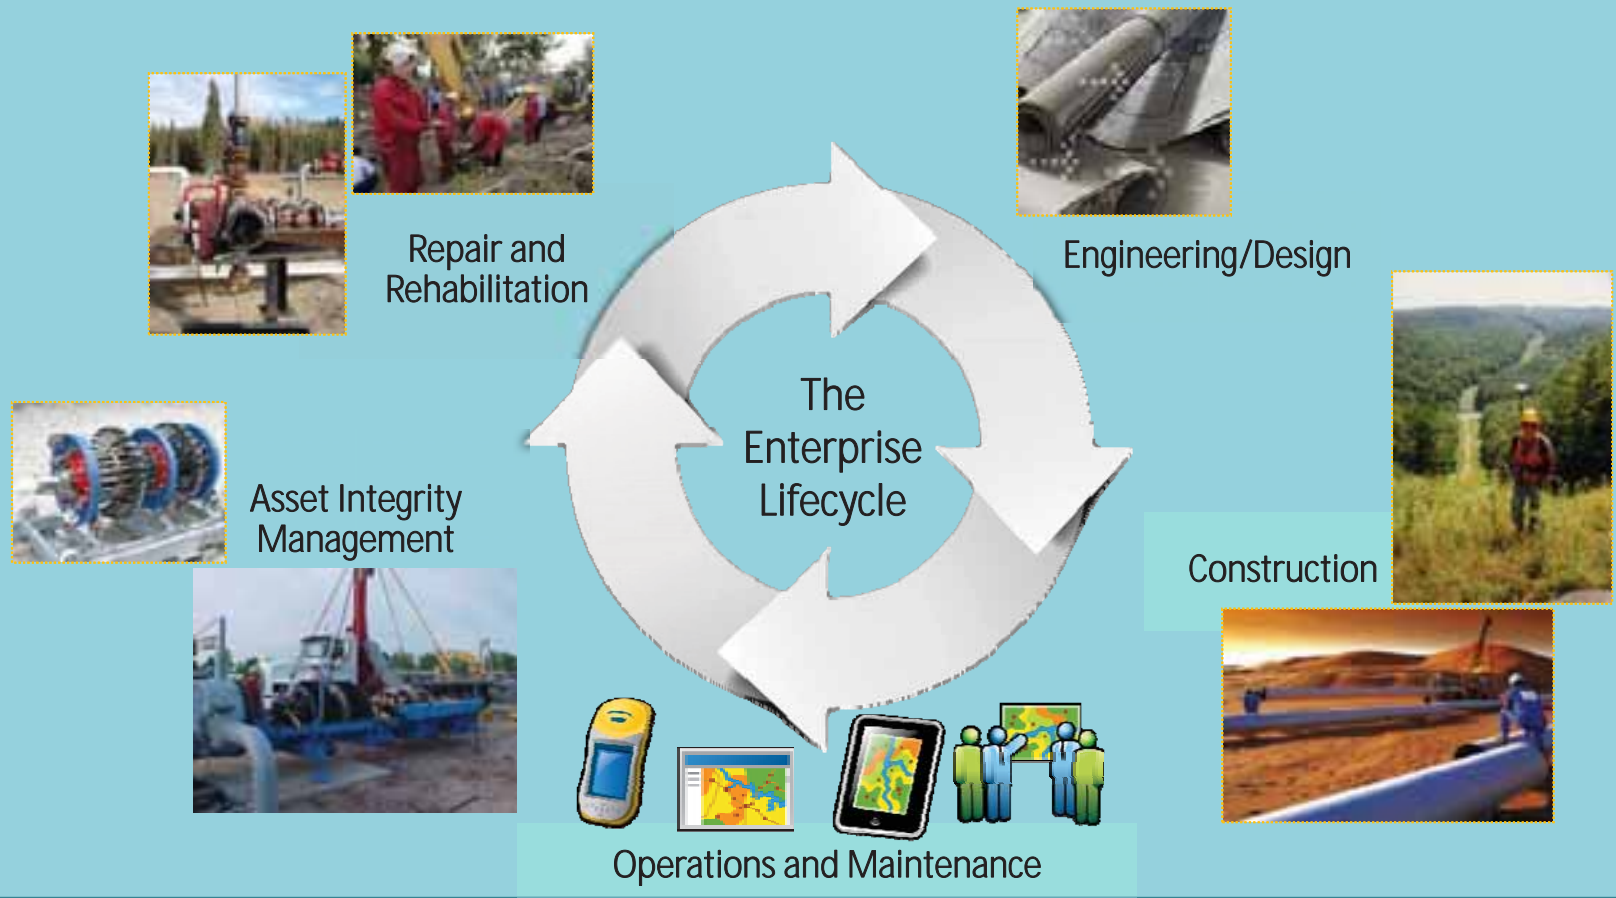 Repair and
Rehabilitation
Engineering/Design
The
Enterprise
Lifecycle
Asset Integrity
Management
Construction
Operations and Maintenance